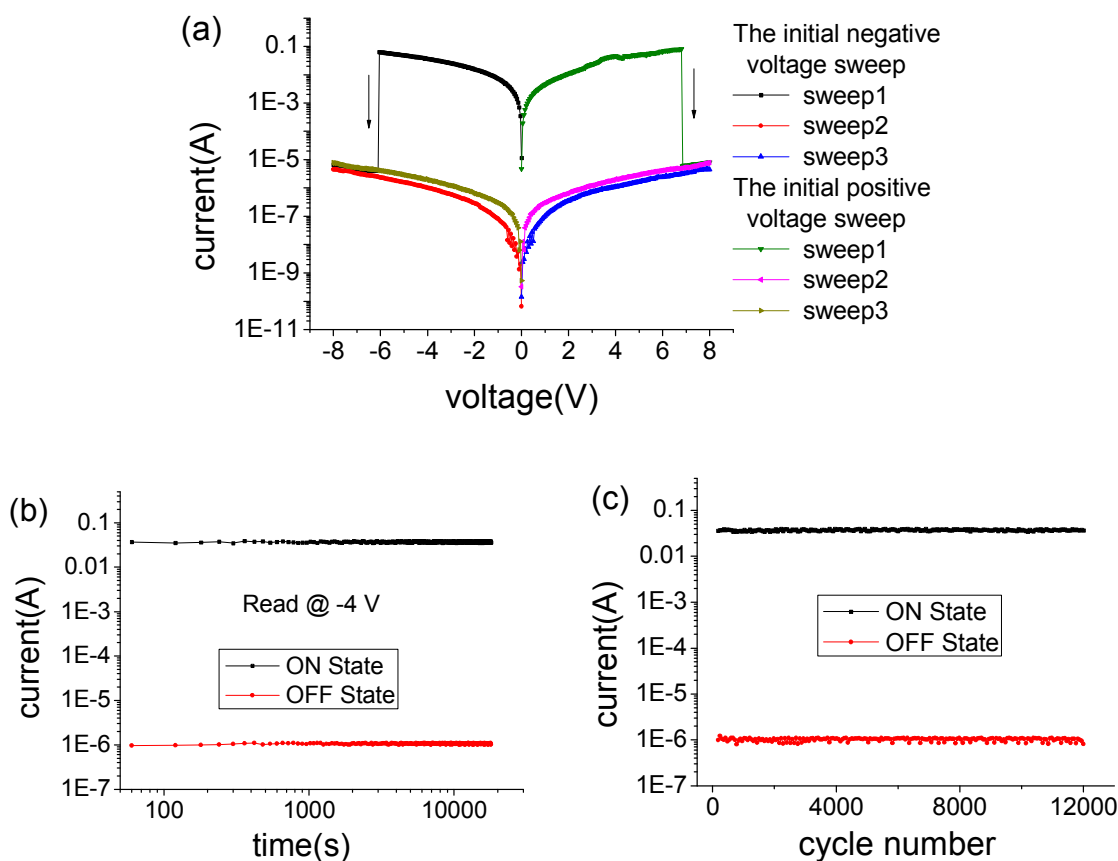 (a)
current(A)
0.1
1E-3
1E-5
1E-7
1E-9
1E-11
-8 -6 -4 -2 0 2 4 6 8
voltage(V)
The initial negative
voltage sweep
sweep1
sweep2
sweep3
The initial positive
voltage sweep
sweep1
sweep2
sweep3
(b)
current(A)
0.1
0.01
1E-3
1E-4
1E-5
1E-6
1E-7
Read @ -4 V
ON State
OFF State
100 1000 10000
time(s)
(c)
current(A)
0.1
0.01
1E-3
1E-4
1E-5
1E-6
1E-7
ON State
OFF State
0 4000 8000 12000
cycle number